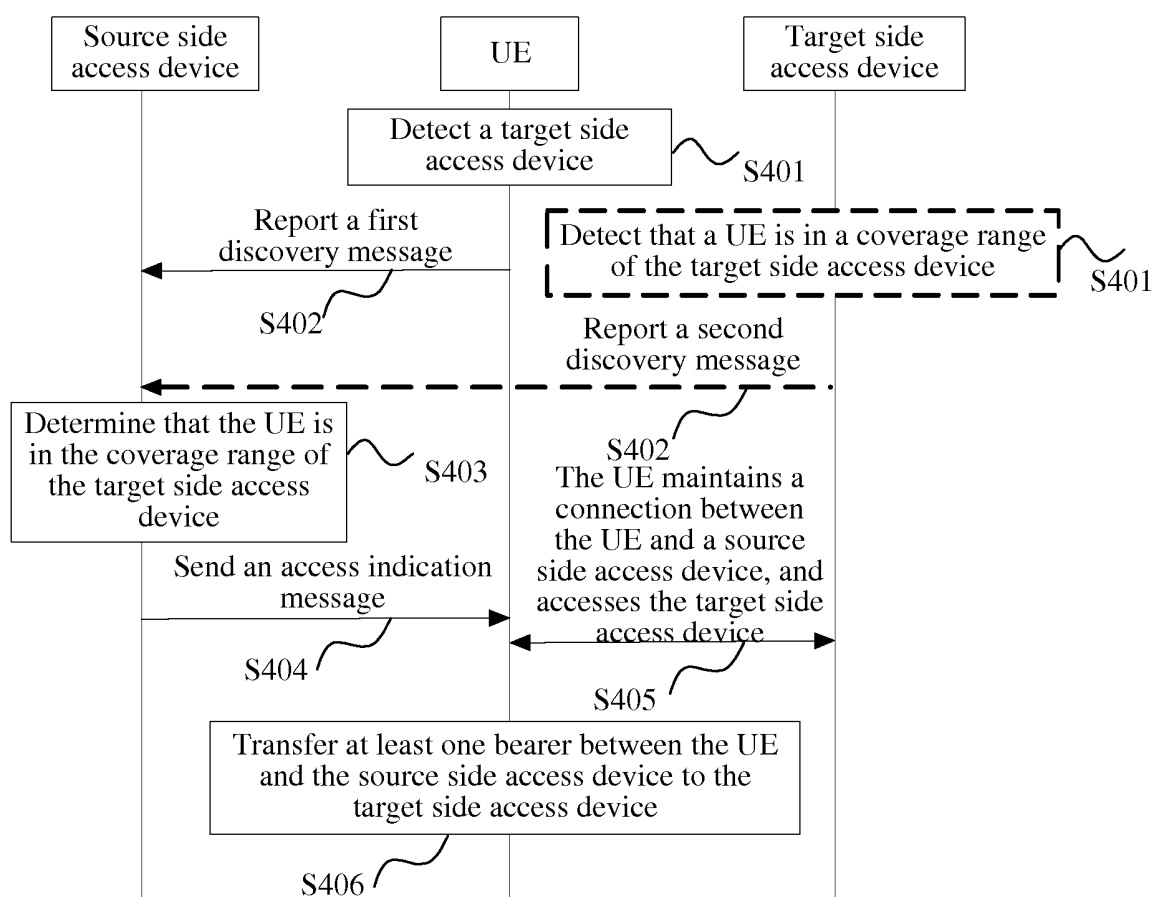 Source side
access device
UE
Target side
access device
Detect a target side
access device
S401
Report a first
discovery message
S402
Detect that a UE is in a coverage range
of the target side access device
S401
Report a second
discovery message
S402
Determine that the UE is
in the coverage range of
the target side access
device
S403
The UE maintains a
connection between
the UE and a source
side access device, and
accesses the target side
access device
Send an access indication
message
S404
S405
Transfer at least one bearer between the UE
and the source side access device to the
target side access device
S406